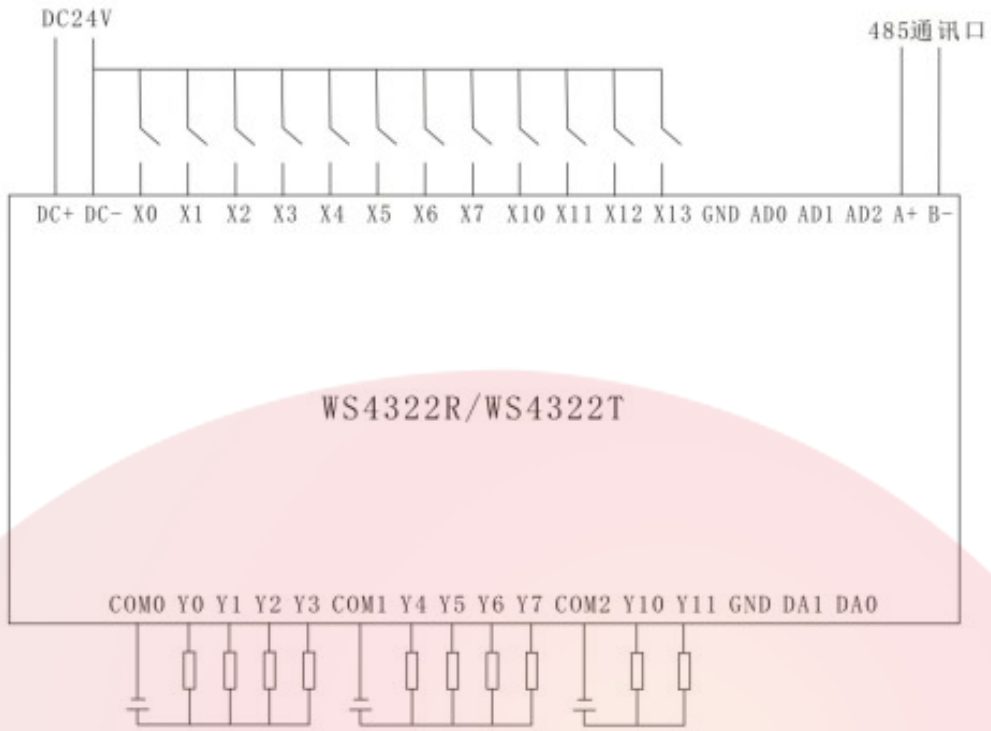 DC24V
485通讯口
DC+ DC- X0 X1 X2 X3 X4 X5 X6 X7 X10 X11 X12 X13 GND AD0 AD1 AD2 A+ B-
WS4322R/WS4322T
COM0 Y0 Y1 Y2 Y3 COM1 Y4 Y5 Y6 Y7 COM2 Y10 Y11 GND DA1 DA0